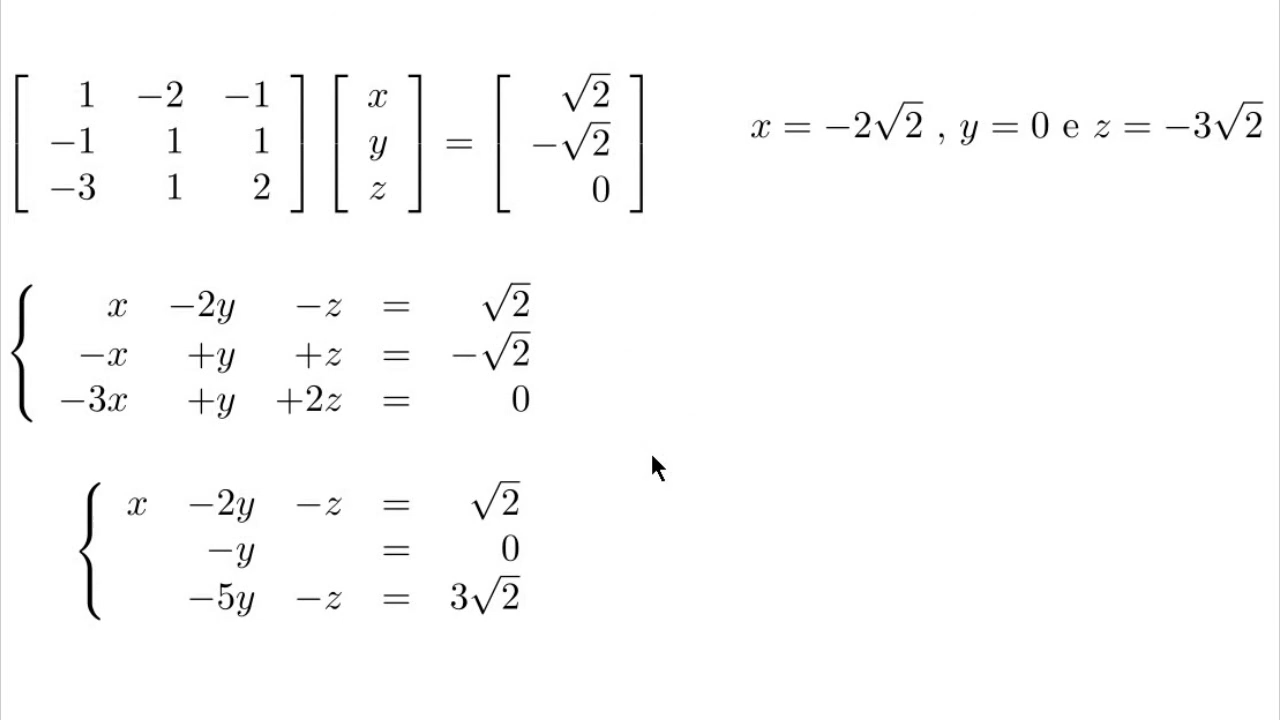 [ 1 −2 −1 ] [ x ] = [ √2 ]
[ −1 1 1 ] [ y ] = [ −√2 ]
[ −3 1 2 ] [ z ] = [ 0 ]
x = −2√2 , y = 0 e z = −3√2
{ x −2y −z = √2
−x +y +z = −√2
−3x +y +2z = 0
{ x −2y −z = √2
−y = 0
−5y −z = 3√2